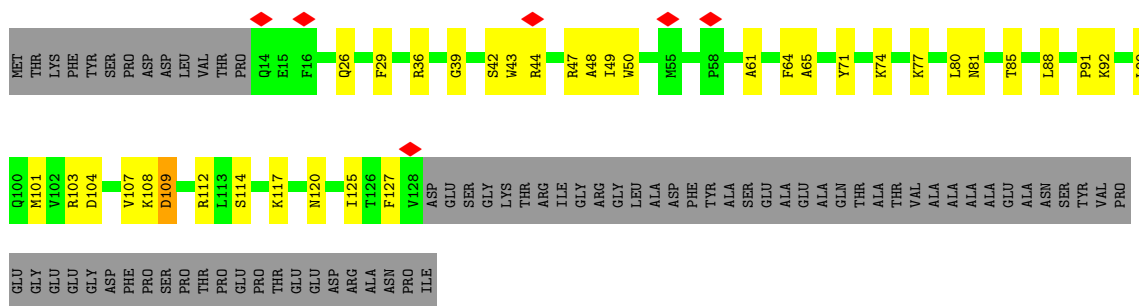 MET THR LYS PHE TYR SER PRO ASP ASP LEU VAL THR PRO Q14 E15 F16 Q26 F29 R36 G39 S42 W43 R44 R47 A48 I49 W50 M55 P58 A61 F64 A65 Y71 K74 K77 L80 N81 T85 L88 P91 K92
Q100 M101 V102 R103 D104 V107 K108 D109 R112 L113 S114 K117 N120 I125 T126 F127 V128 ASP GLU SER GLY LYS THR ARG ILE GLY ARG GLY LEU ALA ASP PHE TYR ALA SER GLU ALA GLU ALA GLN THR ALA THR VAL ALA ALA ALA ALA GLU ALA ASN SER TYR VAL PRO
GLU GLY GLU GLU GLY ASP PHE PRO SER PRO THR PRO GLU PRO THR GLU GLU ASP ARG ALA ASN PRO ILE